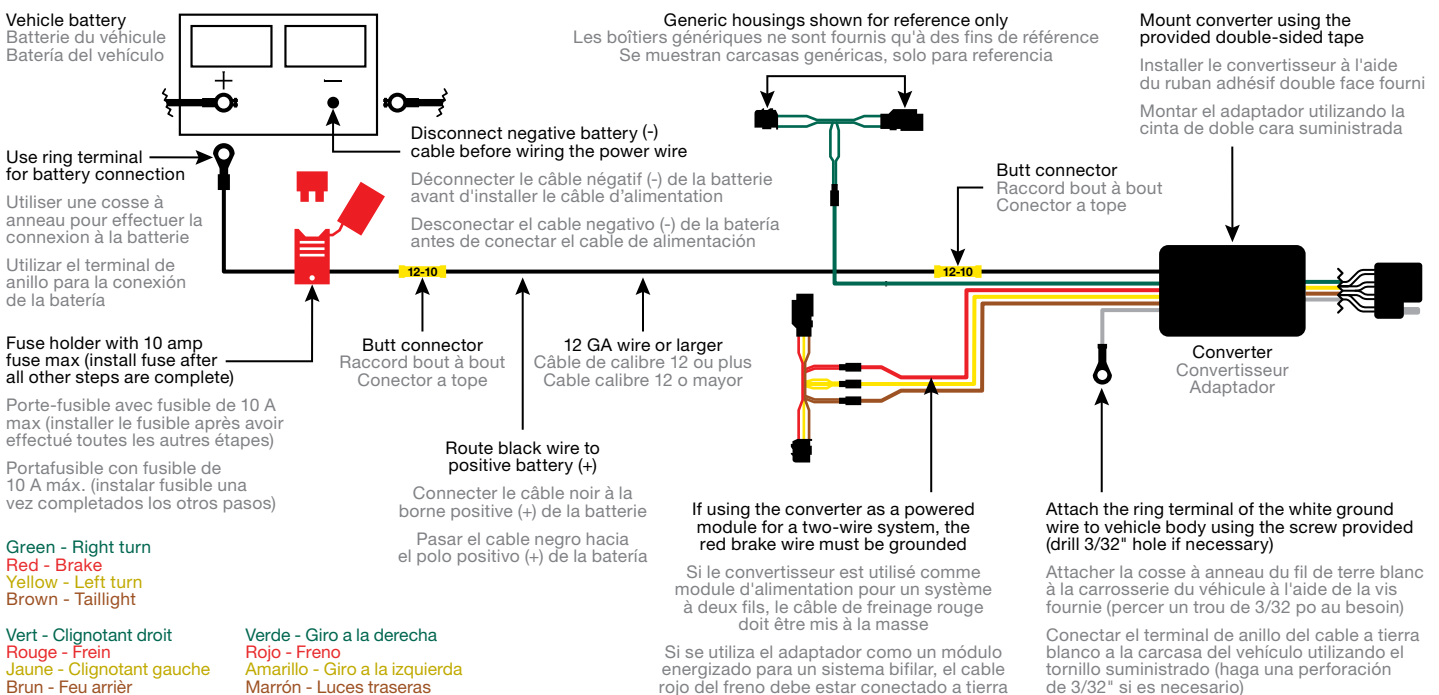 Vehicle battery
Batterie du véhicule
Batería del vehículo
+
–
Use ring terminal
for battery connection
Utiliser une cosse à
anneau pour effectuer la
connexion à la batterie
Utilizar el terminal de
anillo para la conexión
de la batería
Fuse holder with 10 amp
fuse max (install fuse after
all other steps are complete)
Porte-fusible avec fusible de 10 A
max (installer le fusible après avoir
effectué toutes les autres étapes)
Portafusible con fusible de
10 A máx. (instalar fusible una
vez completados los otros pasos)
Green - Right turn
Red - Brake
Yellow - Left turn
Brown - Taillight
Vert - Clignotant droit
Rouge - Frein
Jaune - Clignotant gauche
Brun - Feu arrièr
Verde - Giro a la derecha
Rojo - Freno
Amarillo - Giro a la izquierda
Marrón - Luces traseras
Disconnect negative battery (-)
cable before wiring the power wire
Déconnecter le câble négatif (-) de la batterie
avant d'installer le câble d'alimentation
Desconectar el cable negativo (-) de la batería
antes de conectar el cable de alimentación
12-10
Butt connector
Raccord bout à bout
Conector a tope
Route black wire to
positive battery (+)
Connecter le câble noir à la
borne positive (+) de la batterie
Pasar el cable negro hacia
el polo positivo (+) de la batería
12 GA wire or larger
Câble de calibre 12 ou plus
Cable calibre 12 o mayor
Generic housings shown for reference only
Les boîtiers génériques ne sont fournis qu'à des fins de référence
Se muestran carcasas genéricas, solo para referencia
Butt connector
Raccord bout à bout
Conector a tope
12-10
If using the converter as a powered
module for a two-wire system, the
red brake wire must be grounded
Si le convertisseur est utilisé comme
module d'alimentation pour un système
à deux fils, le câble de freinage rouge
doit être mis à la masse
Si se utiliza el adaptador como un módulo
energizado para un sistema bifilar, el cable
rojo del freno debe estar conectado a tierra
Mount converter using the
provided double-sided tape
Installer le convertisseur à l'aide
du ruban adhésif double face fourni
Montar el adaptador utilizando la
cinta de doble cara suministrada
Converter
Convertisseur
Adaptador
Attach the ring terminal of the white ground
wire to vehicle body using the screw provided
(drill 3/32" hole if necessary)
Attacher la cosse à anneau du fil de terre blanc
à la carrosserie du véhicule à l'aide de la vis
fournie (percer un trou de 3/32 po au besoin)
Conectar el terminal de anillo del cable a tierra
blanco a la carcasa del vehículo utilizando el
tornillo suministrado (haga una perforación
de 3/32" si es necesario)